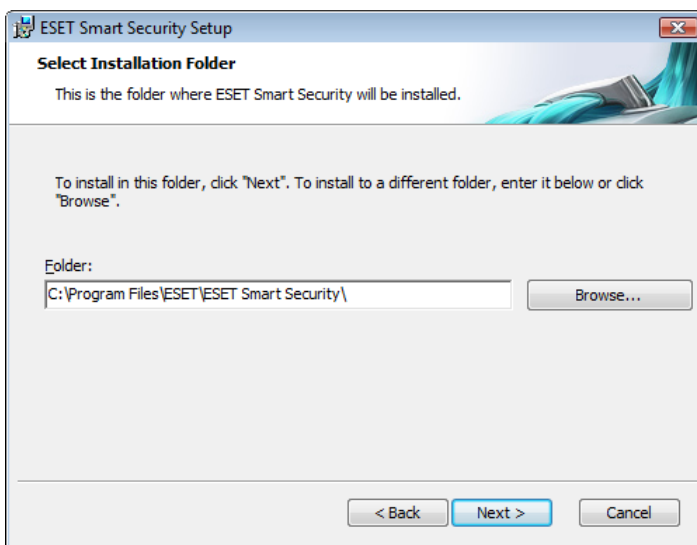 ESET Smart Security Setup
Select Installation Folder
This is the folder where ESET Smart Security will be installed.
To install in this folder, click "Next". To install to a different folder, enter it below or click
"Browse".
Folder:
C:\Program Files\ESET\ESET Smart Security\
Browse...
< Back
Next >
Cancel